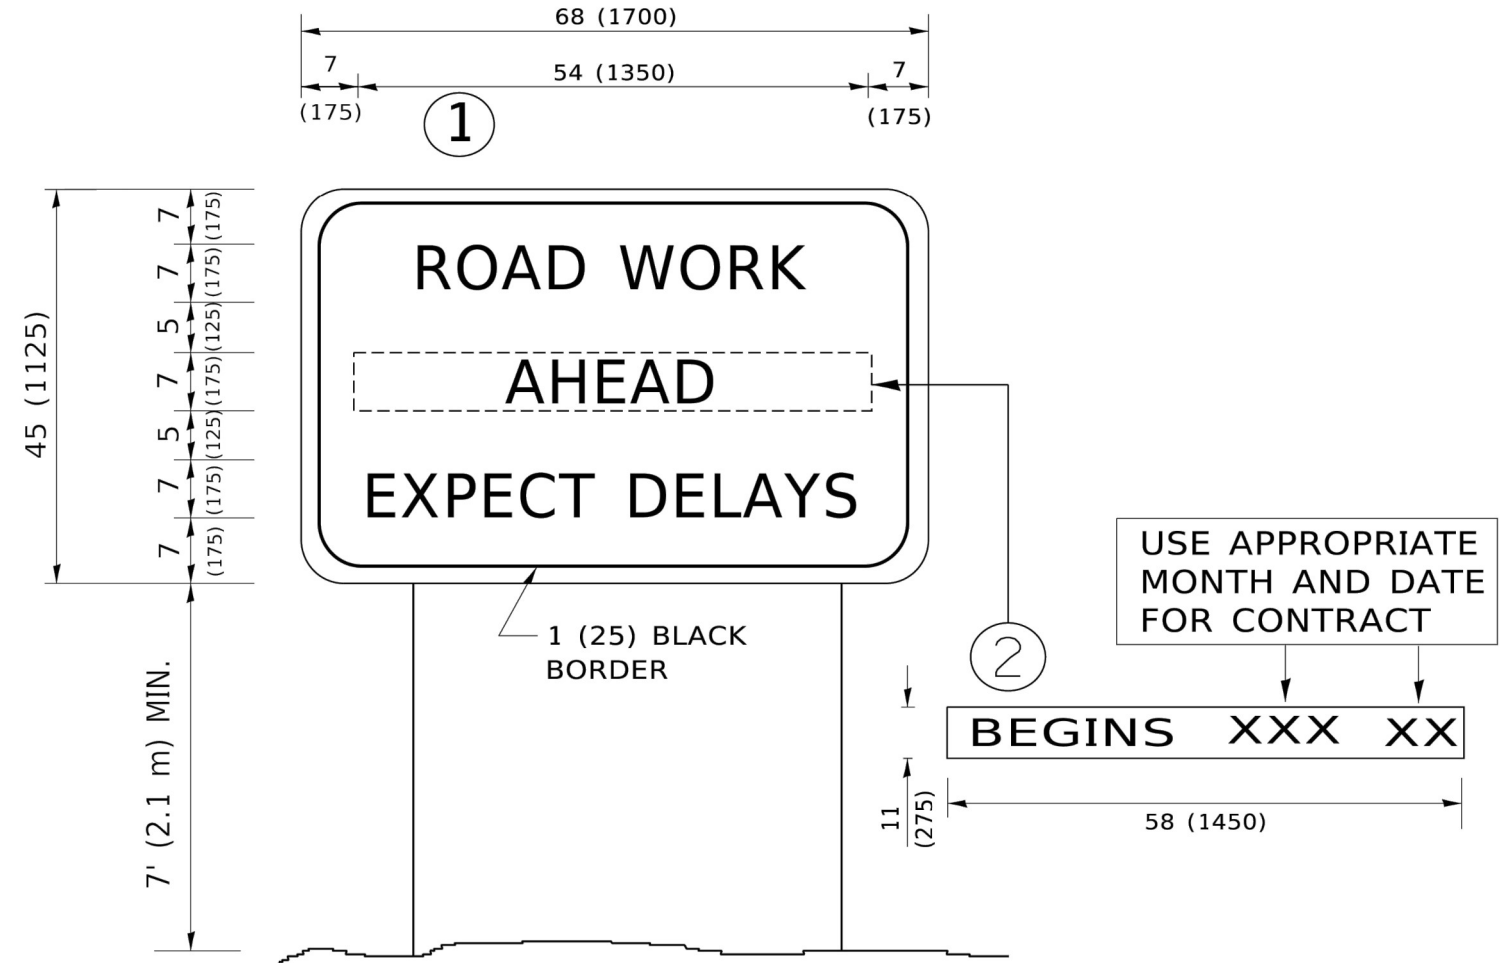 68 (1700)
7
54 (1350)
7
(175)
(175)
1
7
(175)
7
(175)
5
(125)
7
(175)
5
(125)
7
(175)
7
(175)
45 (1125)
ROAD WORK
AHEAD
EXPECT DELAYS
1 (25) BLACK
BORDER
7' (2.1 m) MIN.
USE APPROPRIATE
MONTH AND DATE
FOR CONTRACT
2
BEGINS XXX XX
11
(275)
58 (1450)